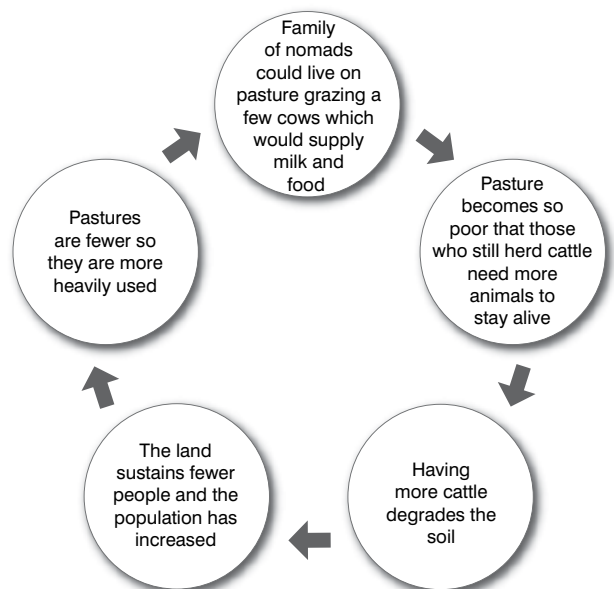 Family
of nomads
could live on
pasture grazing a
few cows which
would supply
milk and
food
Pasture
becomes so
poor that those
who still herd cattle
need more
animals to
stay alive
Having
more cattle
degrades the
soil
The land
sustains fewer
people and the
population has
increased
Pastures
are fewer so
they are more
heavily used